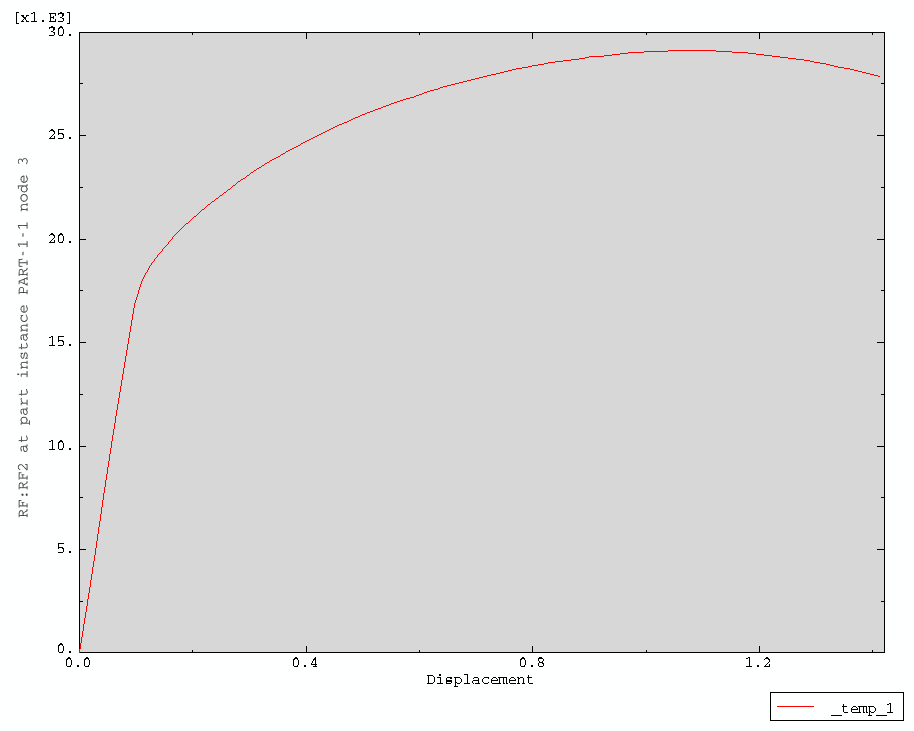 [x1.E3]
30.
25.
20.
15.
10.
5.
0.
RF:RF2 at part instance PART-1-1 node 3
0.0 0.4 0.8 1.2
Displacement
_temp_1